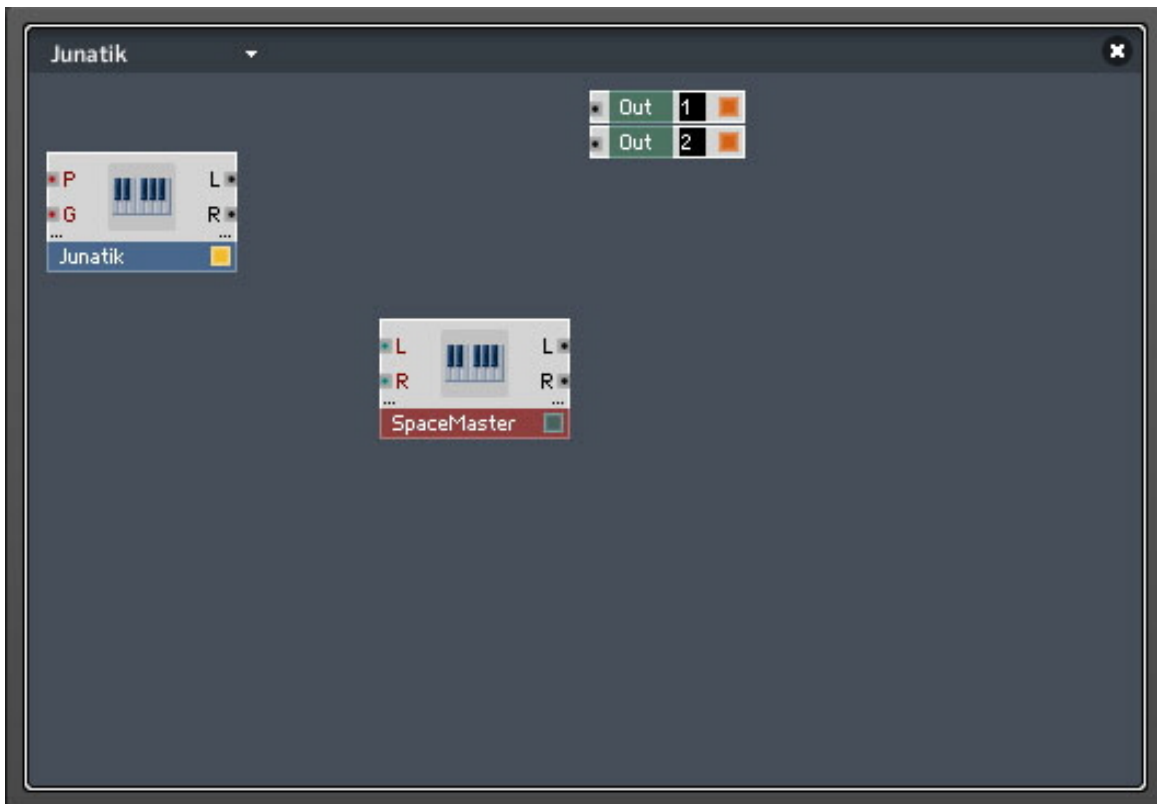 Junatik
Out 1
Out 2
P L
G R
... ...
Junatik
L L
R R
... ...
SpaceMaster